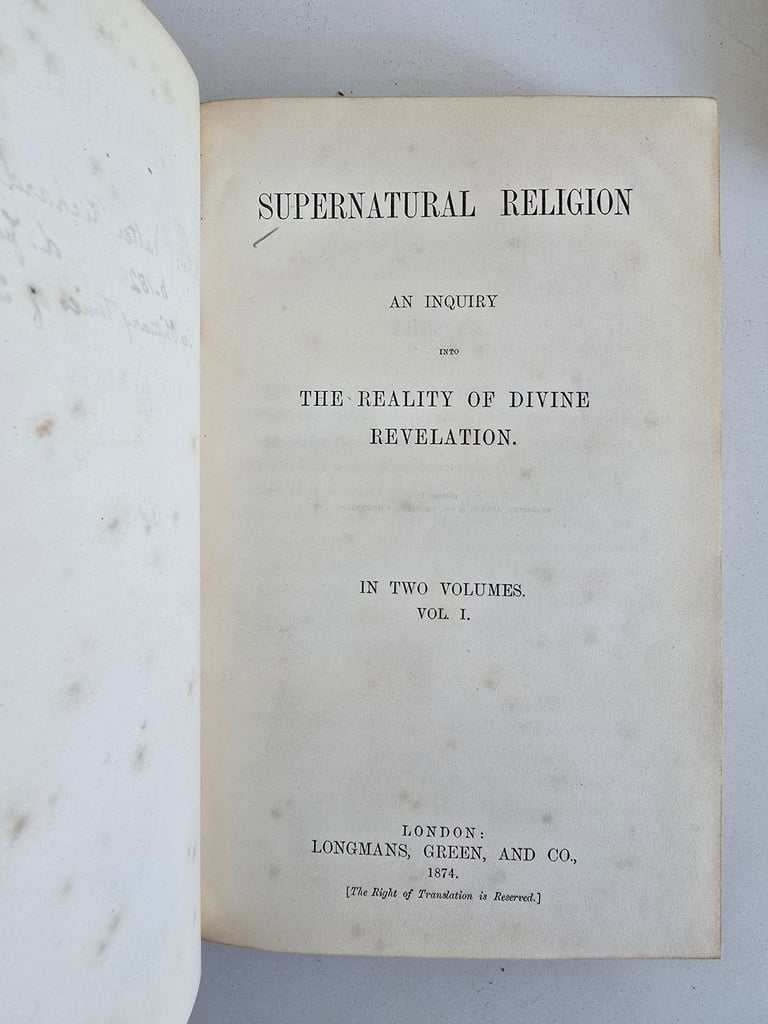 SUPERNATURAL RELIGION
AN INQUIRY
INTO
THE REALITY OF DIVINE
REVELATION.
IN TWO VOLUMES.
VOL. I.
LONDON:
LONGMANS, GREEN, AND CO.,
1874.
[The Right of Translation is Reserved.]